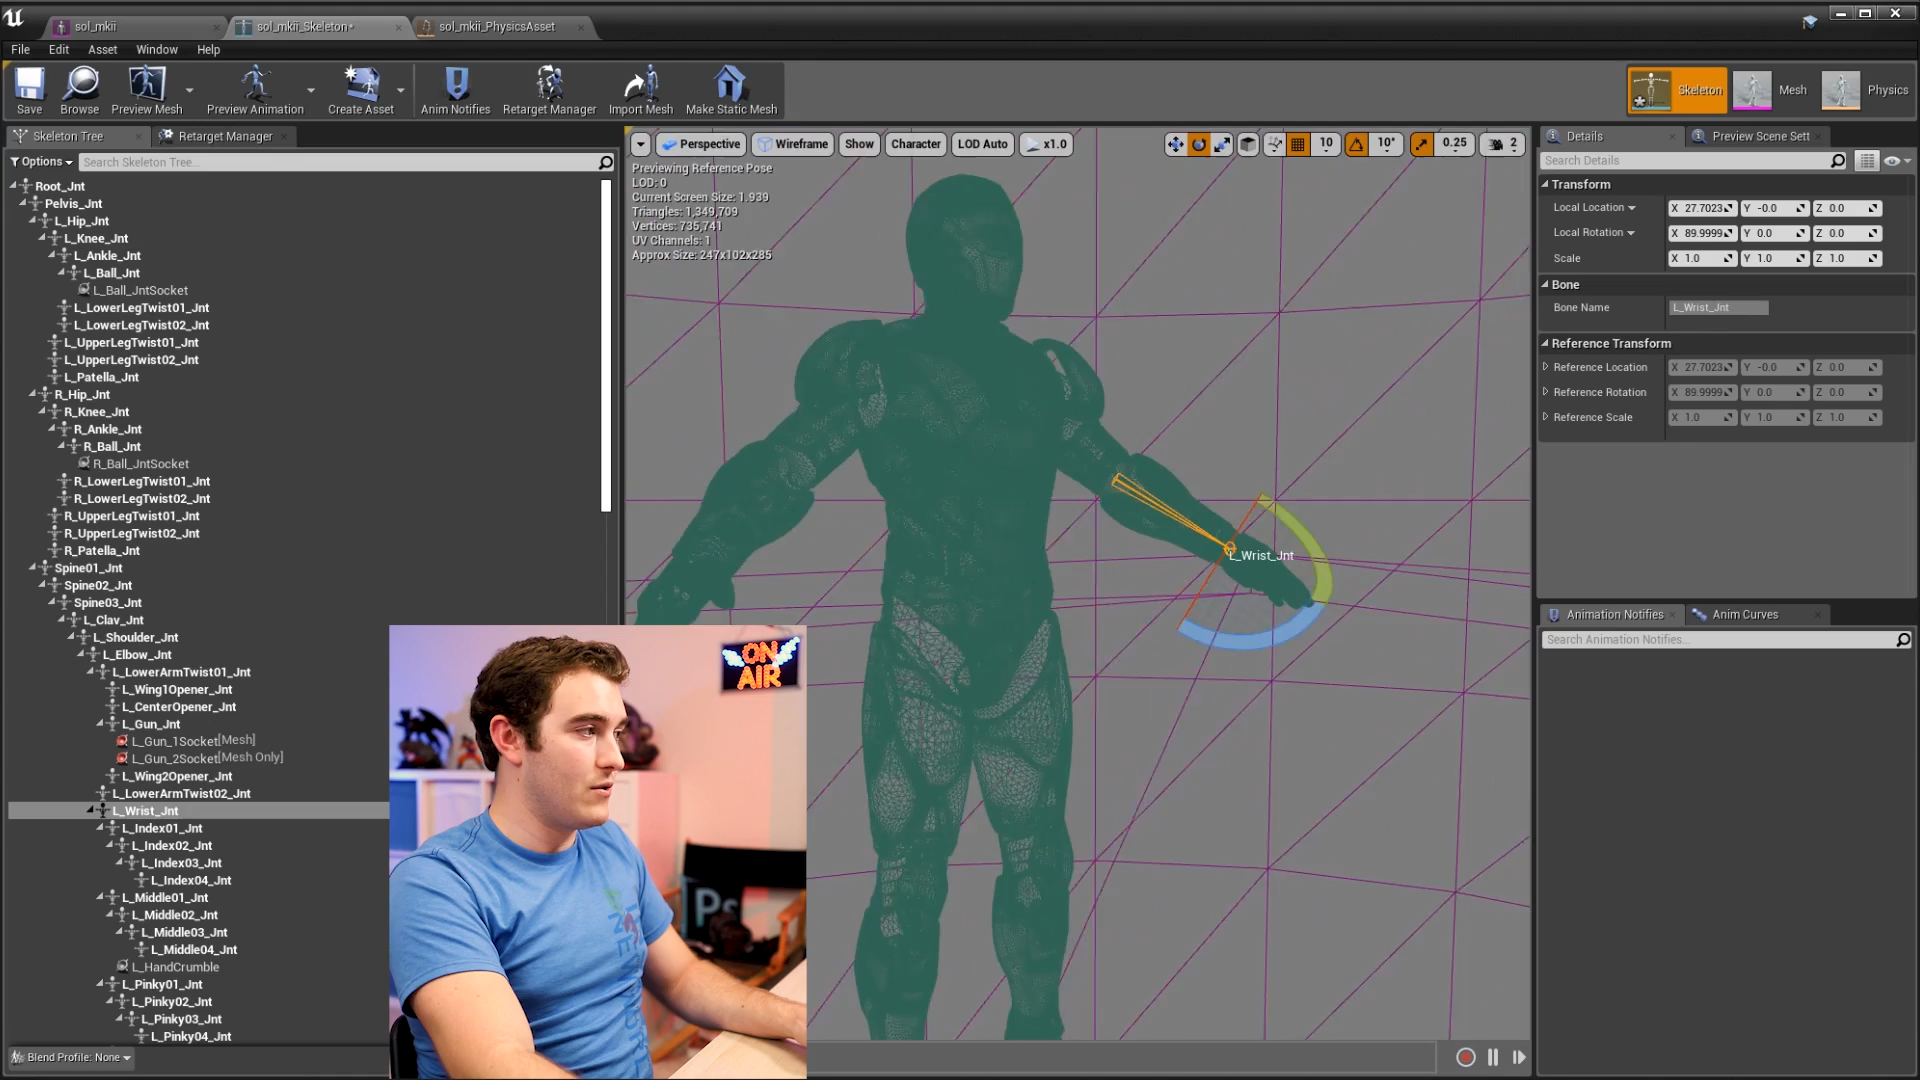 sol_mkii
sol_mkii_Skeleton*
sol_mkii_PhysicsAsset
File Edit Asset Window Help
Save Browse Preview Mesh Preview Animation Create Asset Anim Notifies Retarget Manager Import Mesh Make Static Mesh
Skeleton Mesh Physics
Skeleton Tree
Retarget Manager
Options
Search Skeleton Tree...
Root_Jnt
Pelvis_Jnt
L_Hip_Jnt
L_Knee_Jnt
L_Ankle_Jnt
L_Ball_Jnt
L_Ball_JntSocket
L_LowerLegTwist01_Jnt
L_LowerLegTwist02_Jnt
L_UpperLegTwist01_Jnt
L_UpperLegTwist02_Jnt
L_Patella_Jnt
R_Hip_Jnt
R_Knee_Jnt
R_Ankle_Jnt
R_Ball_Jnt
R_Ball_JntSocket
R_LowerLegTwist01_Jnt
R_LowerLegTwist02_Jnt
R_UpperLegTwist01_Jnt
R_UpperLegTwist02_Jnt
R_Patella_Jnt
Spine01_Jnt
Spine02_Jnt
Spine03_Jnt
L_Clav_Jnt
L_Shoulder_Jnt
L_Elbow_Jnt
L_LowerArmTwist01_Jnt
L_Wing1Opener_Jnt
L_CenterOpener_Jnt
L_Gun_Jnt
L_Gun_1Socket[Mesh]
L_Gun_2Socket[Mesh Only]
L_Wing2Opener_Jnt
L_LowerArmTwist02_Jnt
L_Wrist_Jnt
L_Index01_Jnt
L_Index02_Jnt
L_Index03_Jnt
L_Index04_Jnt
L_Middle01_Jnt
L_Middle02_Jnt
L_Middle03_Jnt
L_Middle04_Jnt
L_HandCrumble
L_Pinky01_Jnt
L_Pinky02_Jnt
L_Pinky03_Jnt
L_Pinky04_Jnt
Blend Profile: None
Perspective Wireframe Show Character LOD Auto x1.0
10 10° 0.25 2
Previewing Reference Pose
LOD: 0
Current Screen Size: 1.939
Triangles: 1,349,709
Vertices: 735,741
UV Channels: 1
Approx Size: 247x102x285
L_Wrist_Jnt
ON
AIR
Ps
Details
Preview Scene Sett
Search Details
Transform
Local Location X 27.7023 Y -0.0 Z 0.0
Local Rotation X 89.9999 Y 0.0 Z 0.0
Scale X 1.0 Y 1.0 Z 1.0
Bone
Bone Name L_Wrist_Jnt
Reference Transform
Reference Location X 27.7023 Y -0.0 Z 0.0
Reference Rotation X 89.9999 Y 0.0 Z 0.0
Reference Scale X 1.0 Y 1.0 Z 1.0
Animation Notifies
Anim Curves
Search Animation Notifies...